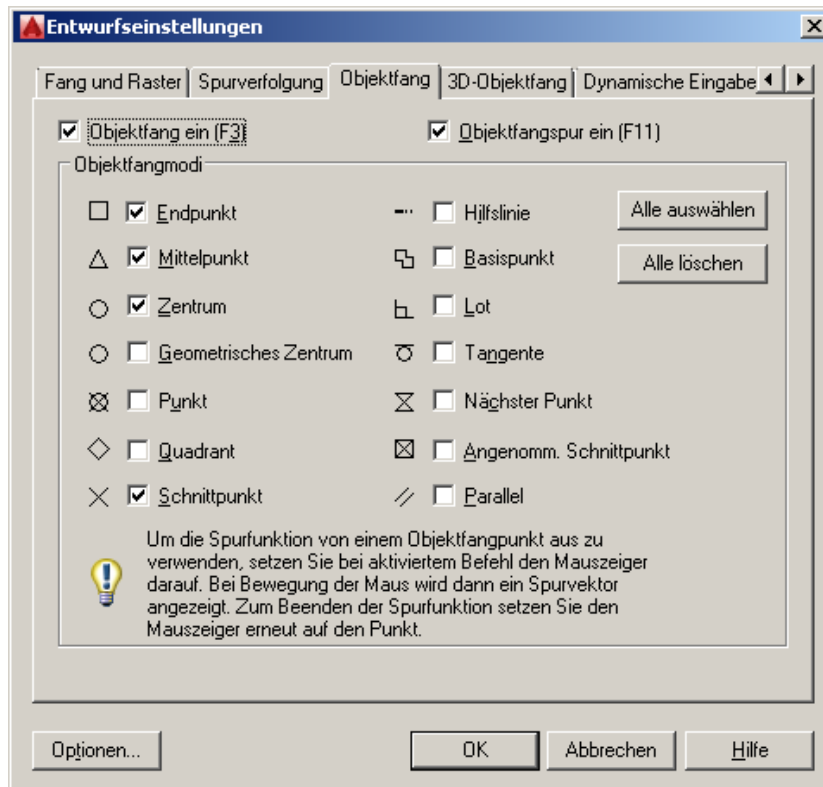 Entwurfseinstellungen
Fang und Raster Spurverfolgung Objektfang 3D-Objektfang Dynamische Eingabe
Objektfang ein (F3) Objektfangspur ein (F11)
Objektfangmodi
Endpunkt Hilfslinie Alle auswählen
Mittelpunkt Basispunkt Alle löschen
Zentrum Lot
Geometrisches Zentrum Tangente
Punkt Nächster Punkt
Quadrant Angenomm. Schnittpunkt
Schnittpunkt Parallel
Um die Spurfunktion von einem Objektfangpunkt aus zu
verwenden, setzen Sie bei aktiviertem Befehl den Mauszeiger
darauf. Bei Bewegung der Maus wird dann ein Spurvektor
angezeigt. Zum Beenden der Spurfunktion setzen Sie den
Mauszeiger erneut auf den Punkt.
Optionen... OK Abbrechen Hilfe